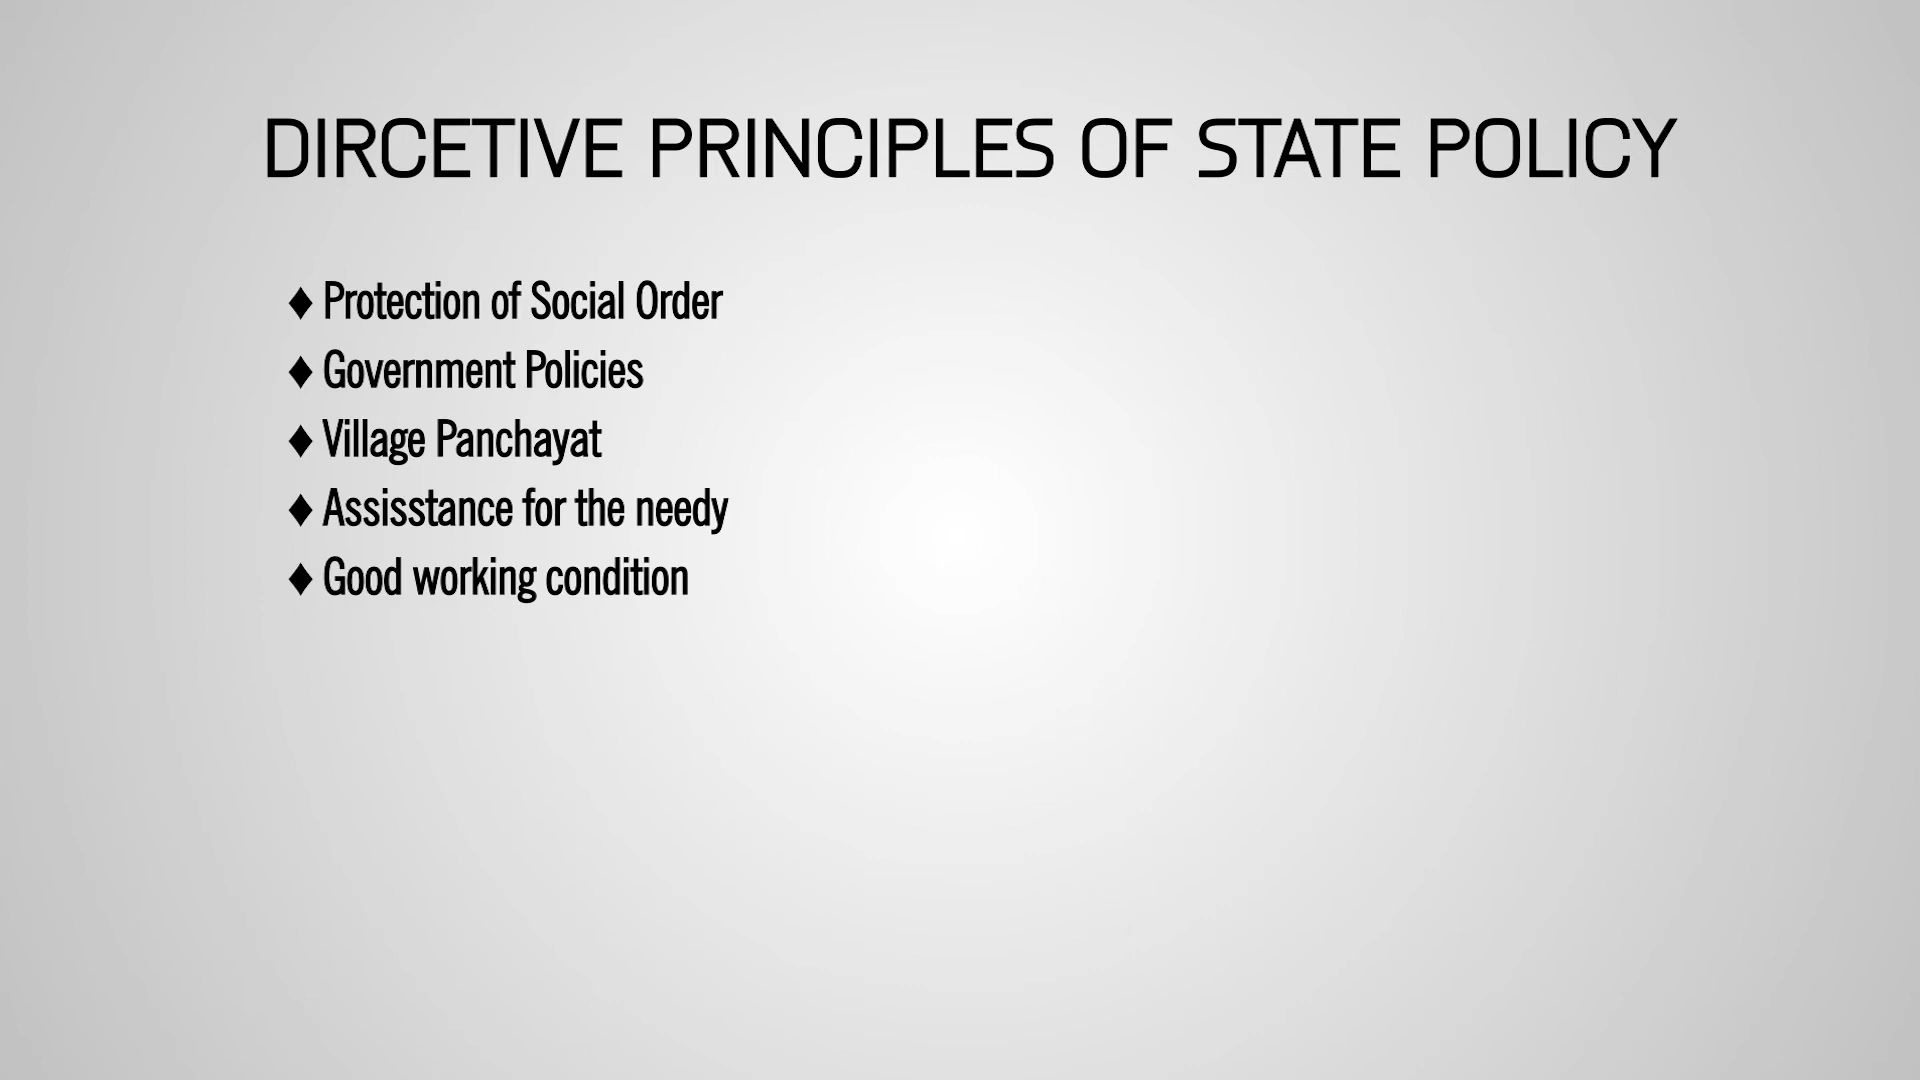 DIRCETIVE PRINCIPLES OF STATE POLICY
♦ Protection of Social Order
♦ Government Policies
♦ Village Panchayat
♦ Assisstance for the needy
♦ Good working condition